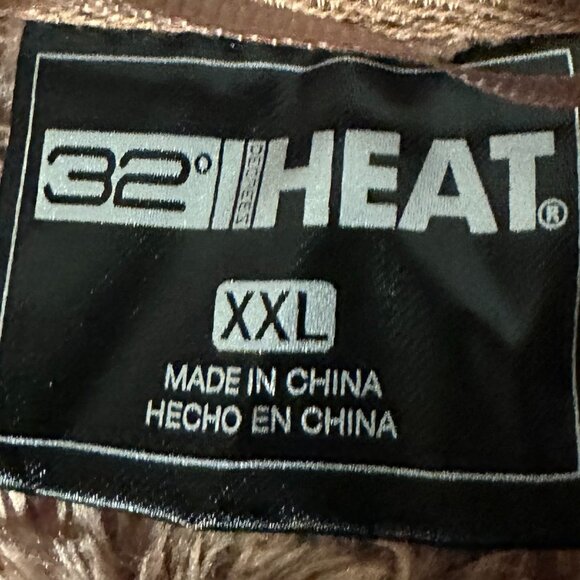 32° DEGREES HEAT®
XXL
MADE IN CHINA
HECHO EN CHINA